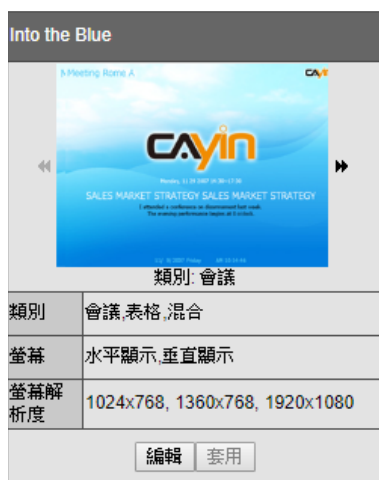 Into the
Blue
Meeting Rome A
CAYIN
CAYIN
SALES MARKET STRATEGY SALES MARKET STRATEGY
類別: 會議
類別
會議,表格,混合
螢幕
水平顯示,垂直顯示
螢幕解
析度
1024x768, 1360x768, 1920x1080
編輯
套用